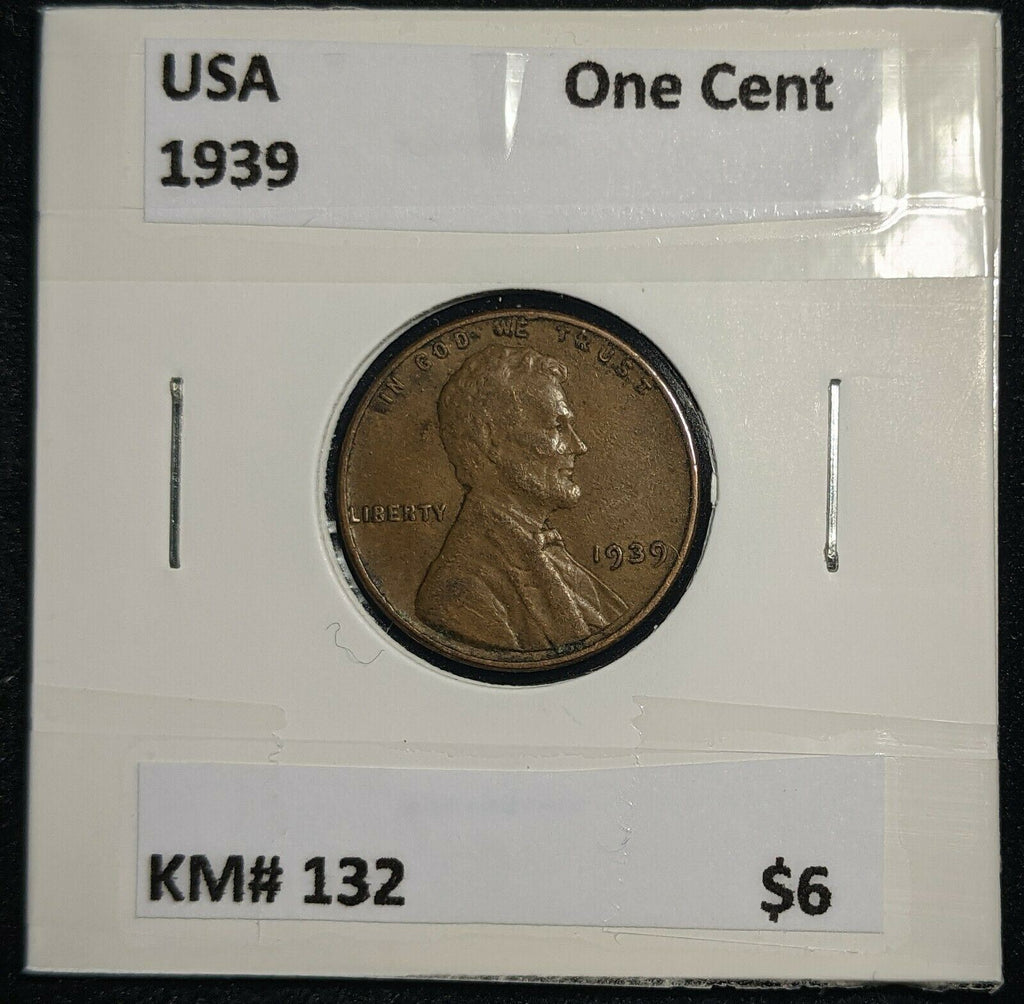 USA One Cent
1939
IN GOD WE TRUST
LIBERTY
1939
KM# 132 $6